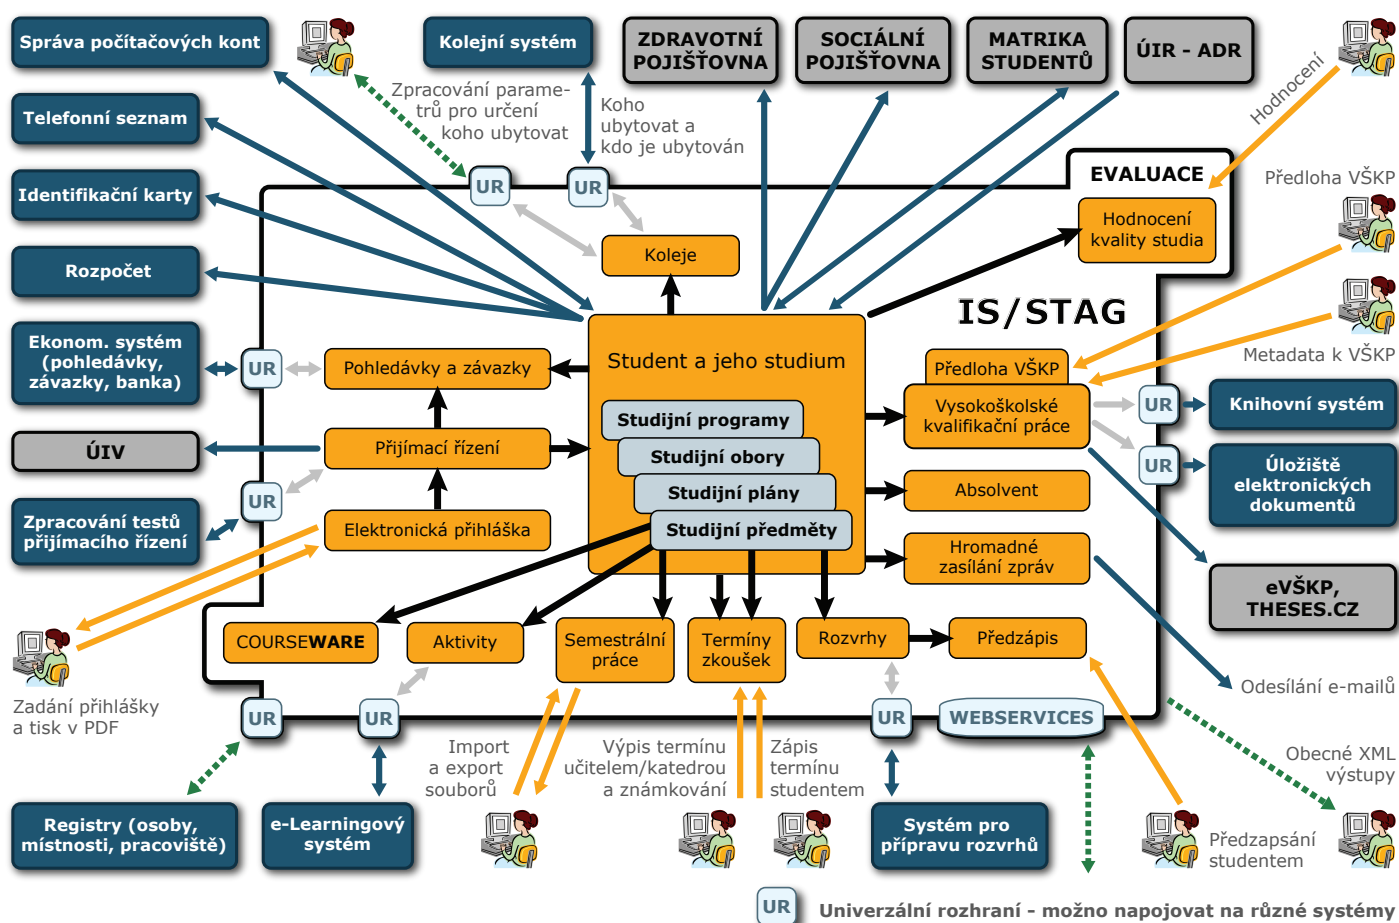 Správa počítačových kont
Kolejní systém
ZDRAVOTNÍ
POJIŠŤOVNA
SOCIÁLNÍ
POJIŠŤOVNA
MATRIKA
STUDENTŮ
ÚIR - ADR
Hodnocení
Zpracování parame-
trů pro určení
koho ubytovat
Koho
ubytovat a
kdo je ubytován
Telefonní seznam
Identifikační karty
Rozpočet
UR
UR
EVALUACE
Hodnocení
kvality studia
Předloha VŠKP
Koleje
IS/STAG
Metadata k VŠKP
Ekonom. systém
(pohledávky,
závazky, banka)
UR
Pohledávky a závazky
Student a jeho studium
Předloha VŠKP
Vysokoškolské
kvalifikační práce
UR
Knihovní systém
Studijní programy
Studijní obory
Studijní plány
Studijní předměty
ÚIV
Přijímací řízení
UR
Úložiště
elektronických
dokumentů
UR
Zpracování testů
přijímacího řízení
Elektronická přihláška
Absolvent
Hromadné
zasílání zpráv
eVŠKP,
THESES.CZ
COURSEWARE
Aktivity
Semestrální
práce
Termíny
zkoušek
Rozvrhy
Předzápis
Zadání přihlášky
a tisk v PDF
Odesílání e-mailů
UR
UR
UR
WEBSERVICES
Import
a export
souborů
Výpis termínu
učitelem/katedrou
a známkování
Zápis
termínu
studentem
Obecné XML
výstupy
Registry (osoby,
místnosti, pracoviště)
e-Learningový
systém
Systém pro
přípravu rozvrhů
Předzapsání
studentem
UR
Univerzální rozhraní - možno napojovat na různé systémy